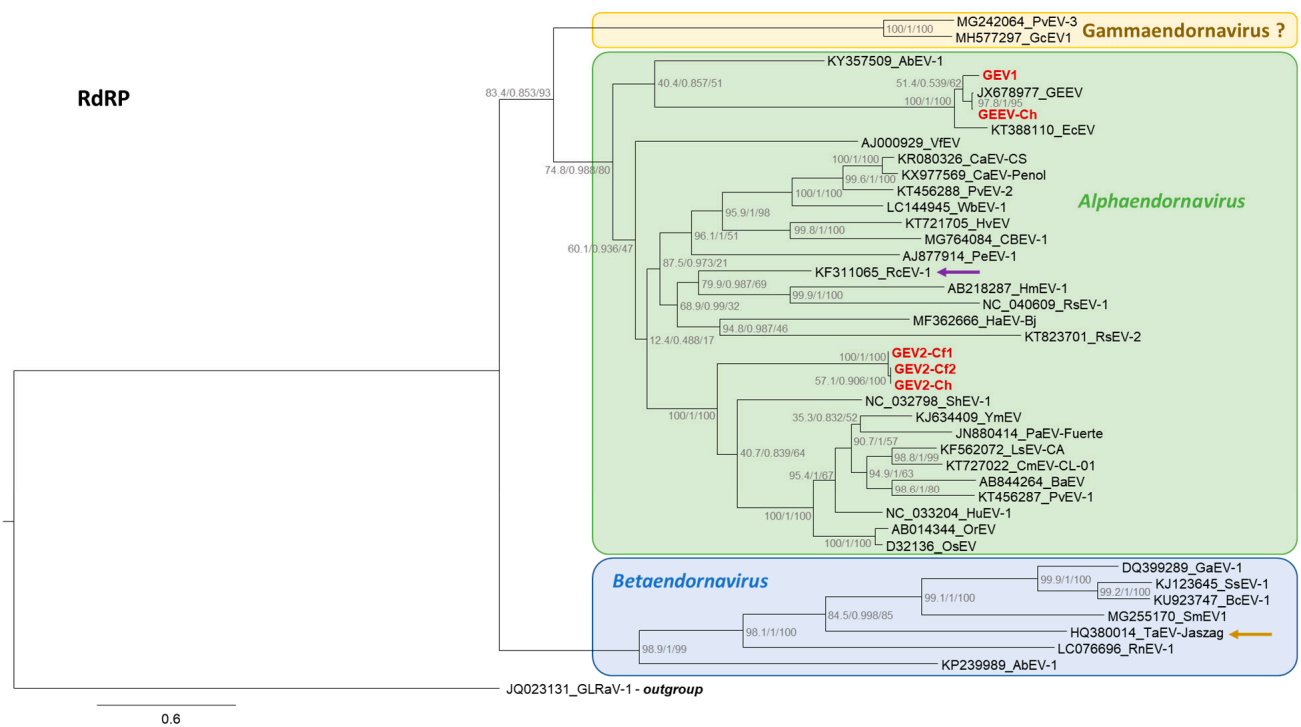 MG242064_PvEV-3
100/1/100
MH577297_GcEV1
Gammaendornavirus ?
RdRP
83.4/0.853/93
KY357509_AbEV-1
40.4/0.857/51
GEV1
51.4/0.539/62
JX678977_GEEV
97.8/1/95
100/1/100
GEEV-Ch
KT388110_EcEV
74.8/0.988/80
AJ000929_VfEV
KR080326_CaEV-CS
100/1/100
KX977569_CaEV-Penol
99.6/1/100
KT456288_PvEV-2
100/1/100
LC144945_WbEV-1
Alphaendornavirus
95.9/1/98
KT721705_HvEV
99.8/1/100
MG764084_CBEV-1
96.1/1/51
60.1/0.936/47
AJ877914_PeEV-1
87.5/0.973/21
KF311065_RcEV-1
79.9/0.987/69
AB218287_HmEV-1
99.9/1/100
NC_040609_RsEV-1
68.9/0.99/32
MF362666_HaEV-Bj
94.8/0.987/46
KT823701_RsEV-2
12.4/0.488/17
GEV2-Cf1
100/1/100
GEV2-Cf2
57.1/0.906/100
GEV2-Ch
NC_032798_ShEV-1
100/1/100
35.3/0.832/52
KJ634409_YmEV
JN880414_PaEV-Fuerte
90.7/1/57
40.7/0.839/64
KF562072_LsEV-CA
98.8/1/99
KT727022_CmEV-CL-01
94.9/1/63
95.4/1/67
AB844264_BaEV
98.6/1/80
KT456287_PvEV-1
NC_033204_HuEV-1
100/1/100
AB014344_OrEV
100/1/100
D32136_OsEV
Betaendornavirus
DQ399289_GaEV-1
99.9/1/100
KJ123645_SsEV-1
99.2/1/100
KU923747_BcEV-1
99.1/1/100
MG255170_SmEV1
84.5/0.998/85
HQ380014_TaEV-Jaszag
98.1/1/100
LC076696_RnEV-1
98.9/1/99
KP239989_AbEV-1
JQ023131_GLRaV-1 - outgroup
0.6